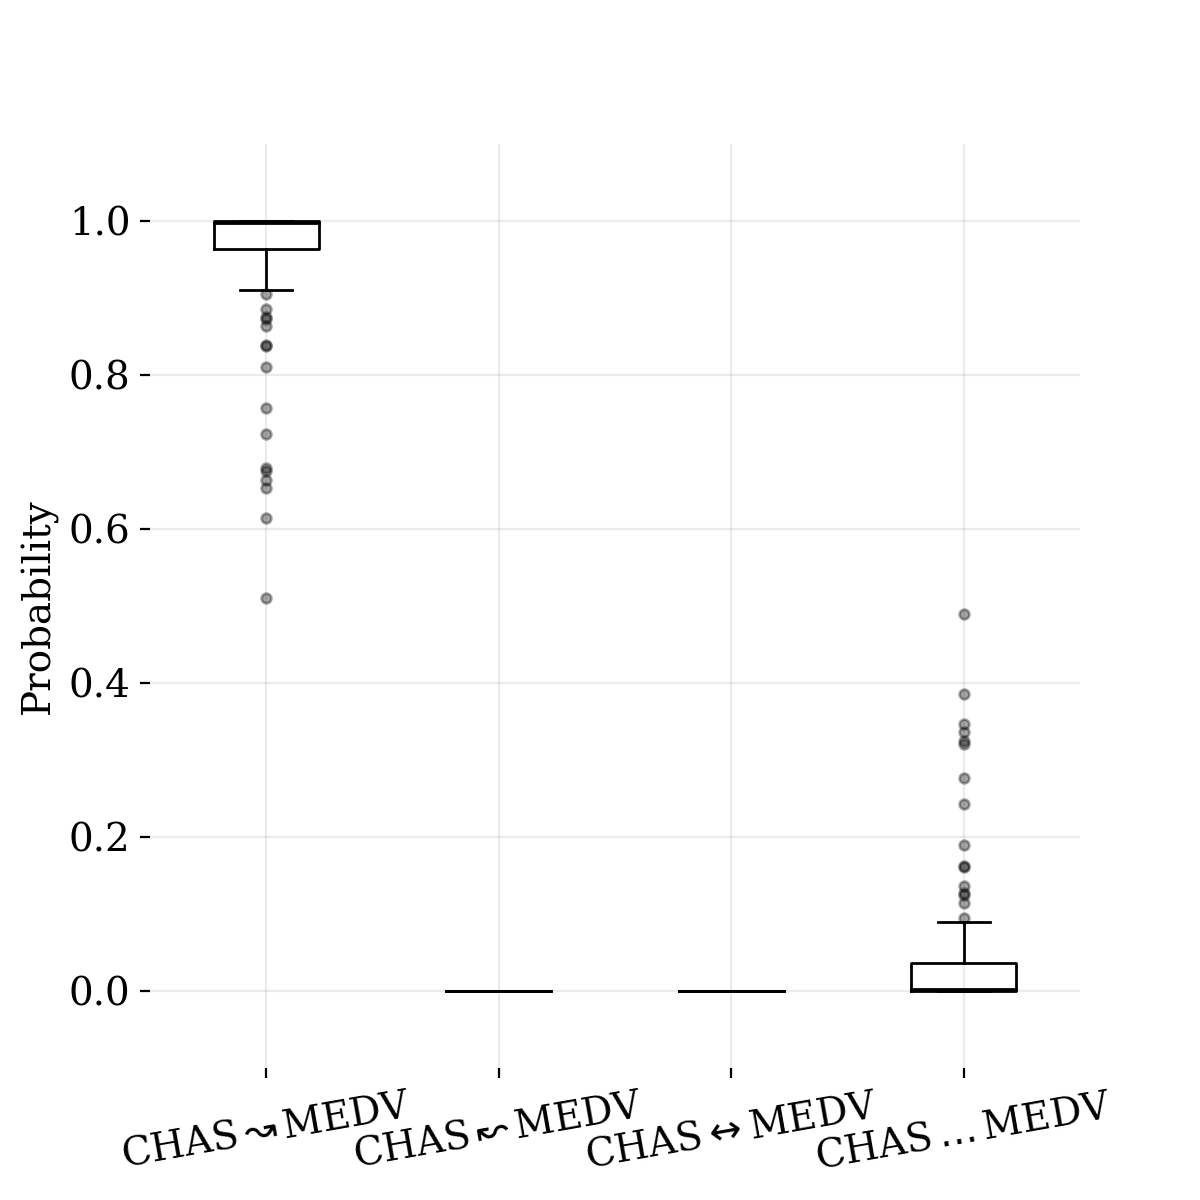 1.0
0.8
0.6
0.4
0.2
0.0
Probability
CHAS ↝ MEDV
CHAS ↜ MEDV
CHAS ↔ MEDV
CHAS … MEDV